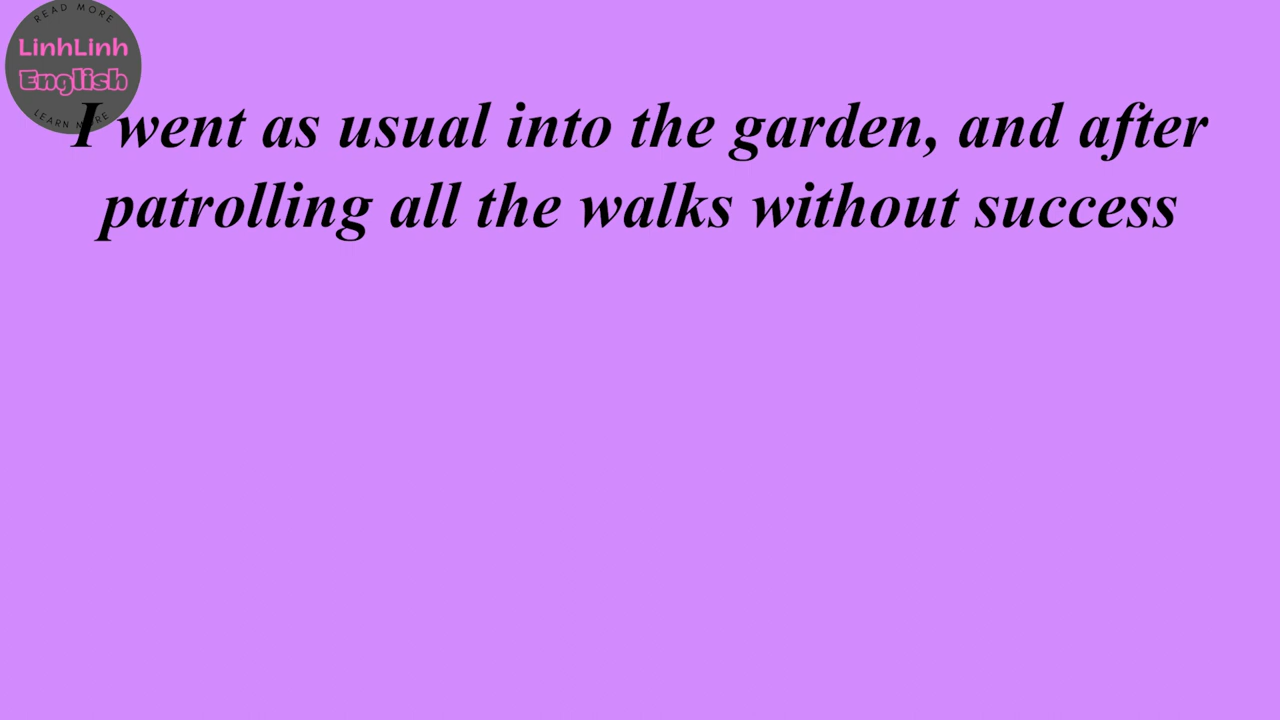 READ MORE
LinhLinh
English
LEARN MORE
I went as usual into the garden, and after
patrolling all the walks without success